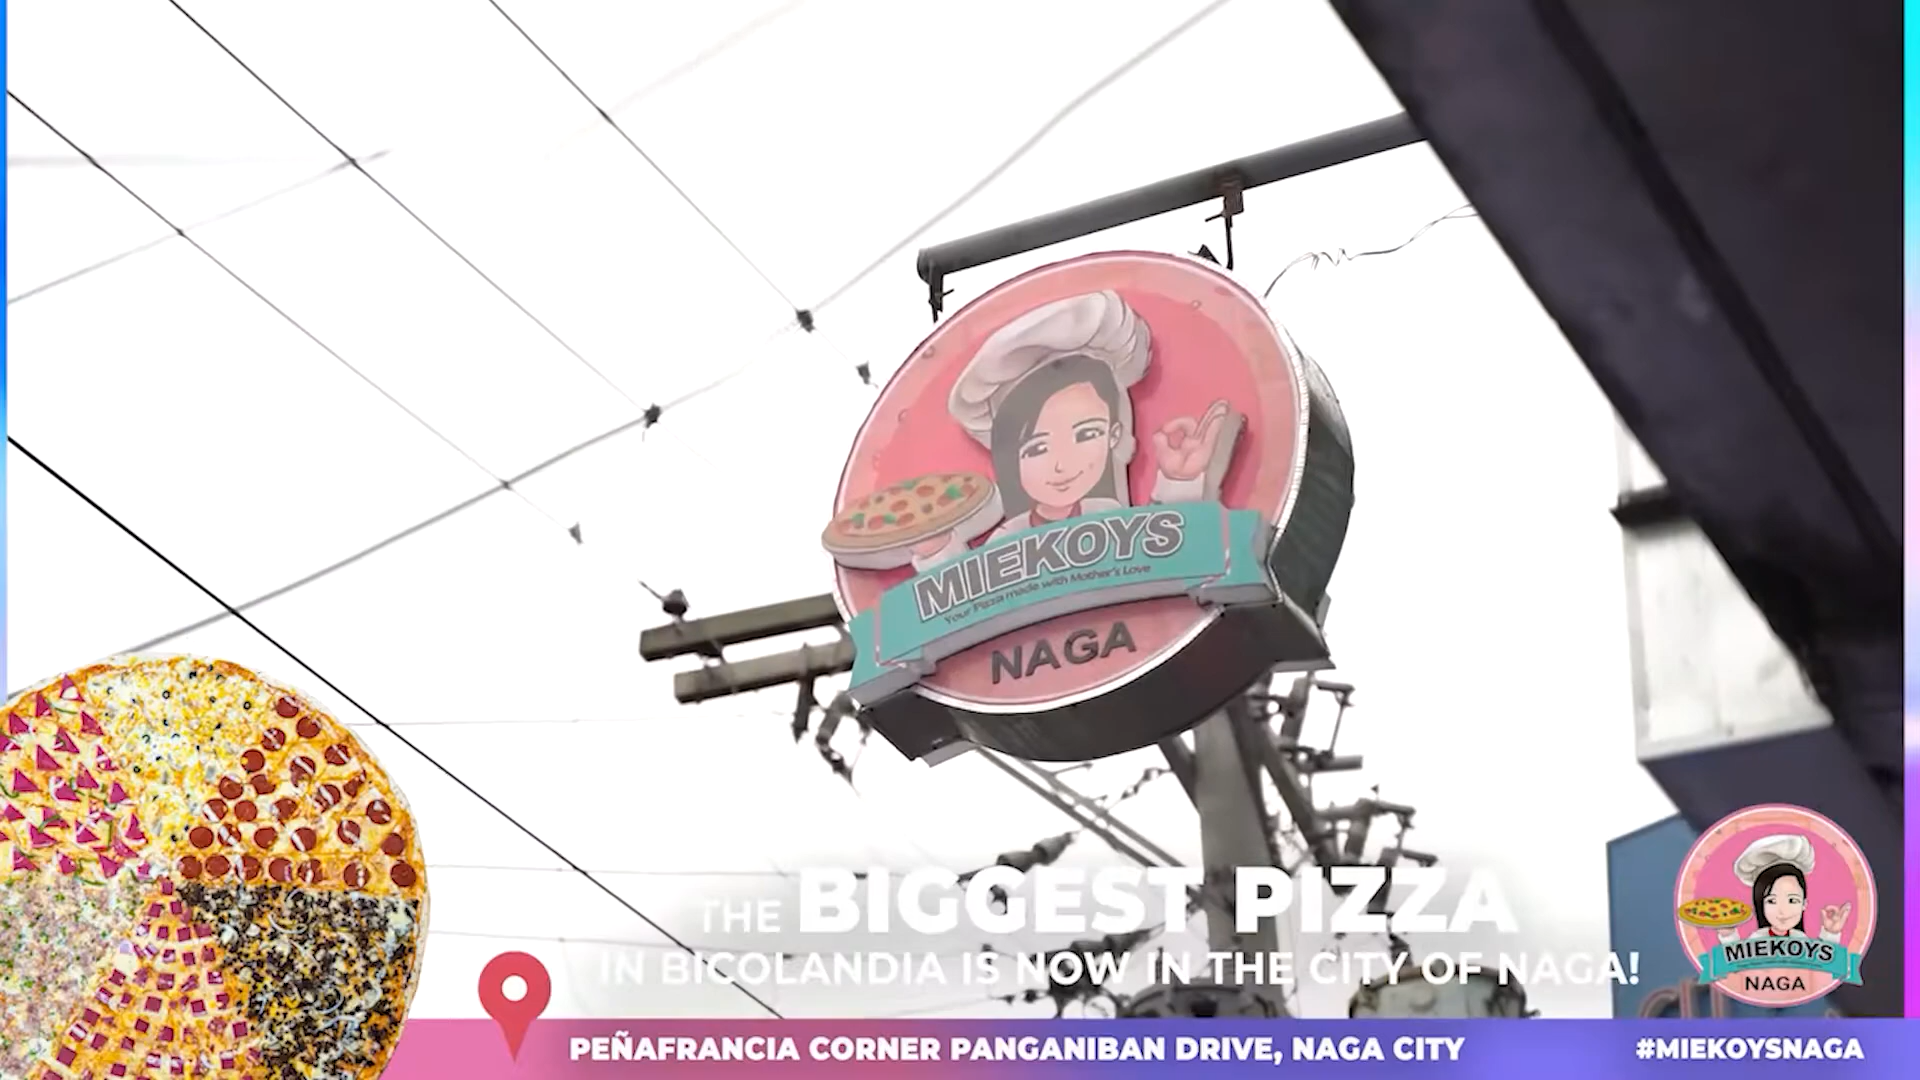 MIEKOYS
Your Pizza made with Mother's Love
NAGA
THE BIGGEST PIZZA
IN BICOLANDIA IS NOW IN THE CITY OF NAGA!
MIEKOYS
NAGA
PEÑAFRANCIA CORNER PANGANIBAN DRIVE, NAGA CITY
#MIEKOYSNAGA